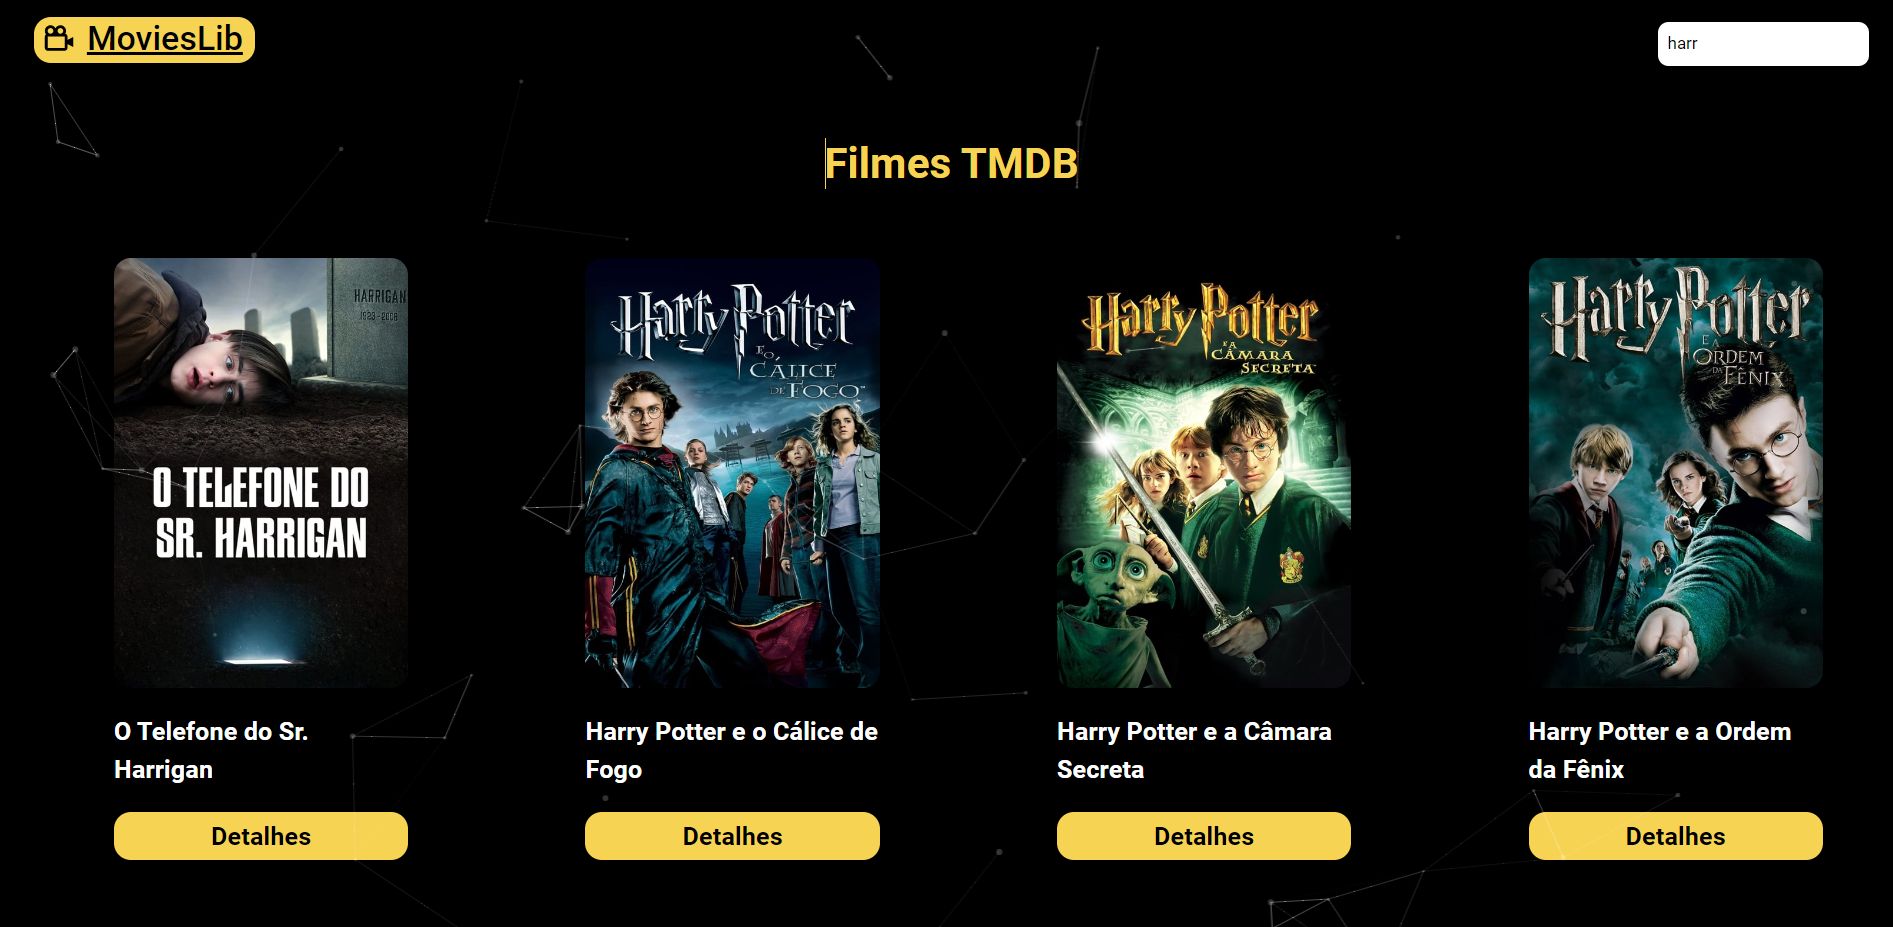 MoviesLib
harr
Filmes TMDB
HARRIGAN
O TELEFONE DO
SR. HARRIGAN
Harry Potter
E O
CÁLICE
DE FOGO
Harry Potter
E A
CÂMARA
SECRETA
Harry Potter
E A
ORDEM
DA FÊNIX
O Telefone do Sr.
Harrigan
Harry Potter e o Cálice de
Fogo
Harry Potter e a Câmara
Secreta
Harry Potter e a Ordem
da Fênix
Detalhes
Detalhes
Detalhes
Detalhes